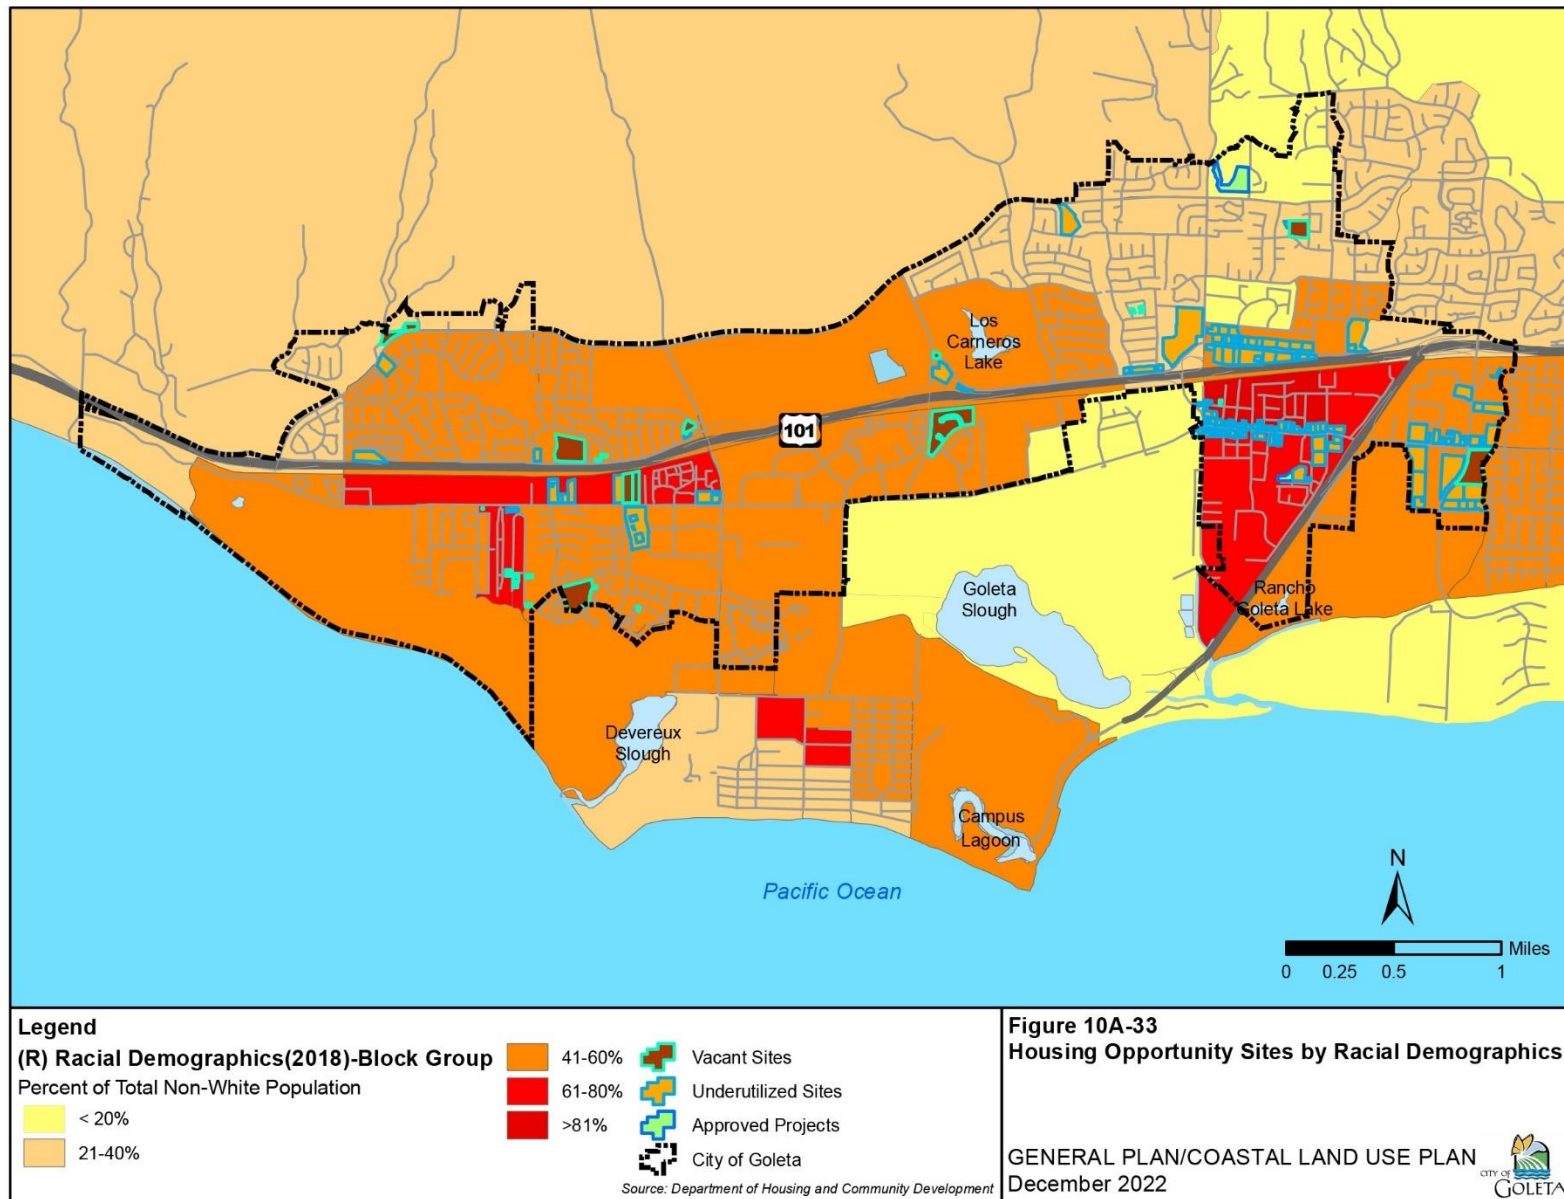 Los
Carneros
Lake
101
Goleta
Slough
Rancho
Goleta Lake
Devereux
Slough
Campus
Lagoon
Pacific Ocean
N
Miles
0 0.25 0.5 1
Legend
(R) Racial Demographics(2018)-Block Group
Percent of Total Non-White Population
< 20%
21-40%
41-60%
61-80%
>81%
Vacant Sites
Underutilized Sites
Approved Projects
City of Goleta
Source: Department of Housing and Community Development
Figure 10A-33
Housing Opportunity Sites by Racial Demographics
GENERAL PLAN/COASTAL LAND USE PLAN
December 2022
CITY OF
GOLETA